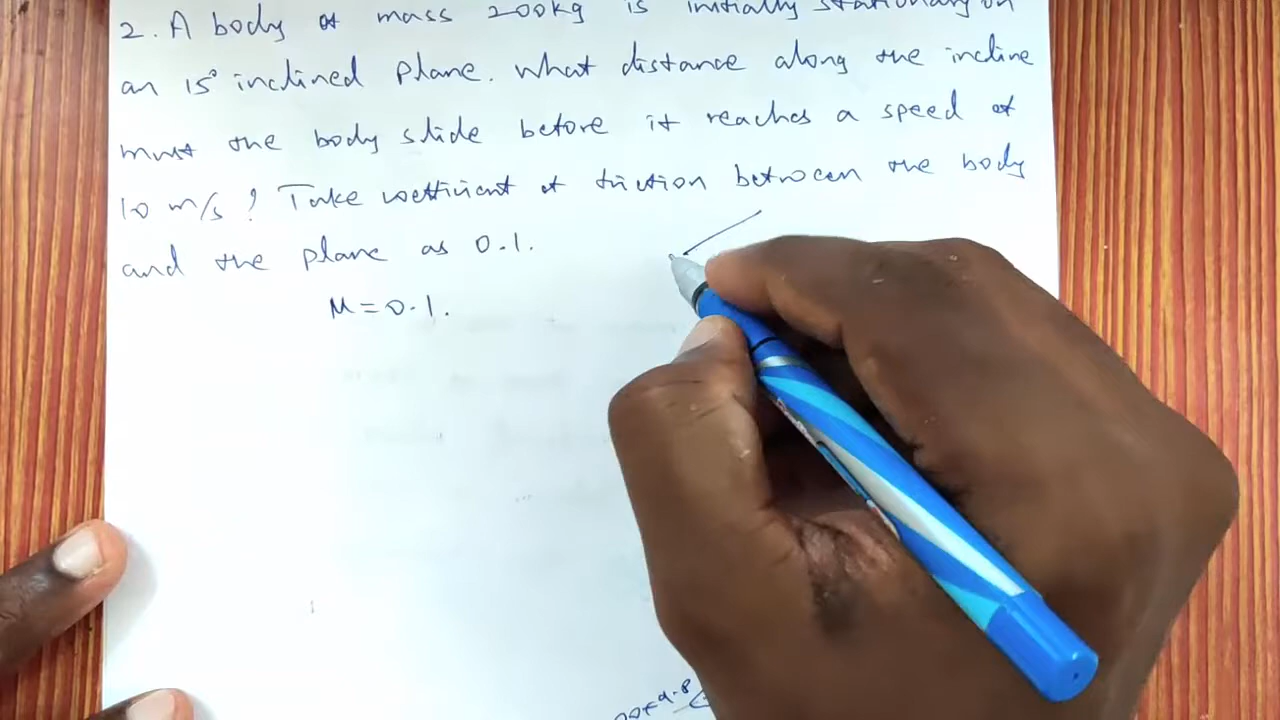 2. A body of mass 200kg is initially stationary on
an 15° inclined plane. What distance along the incline
must the body slide before it reaches a speed of
10 m/s? Take coefficient of friction between the body
and the plane as 0.1.
M=0.1.